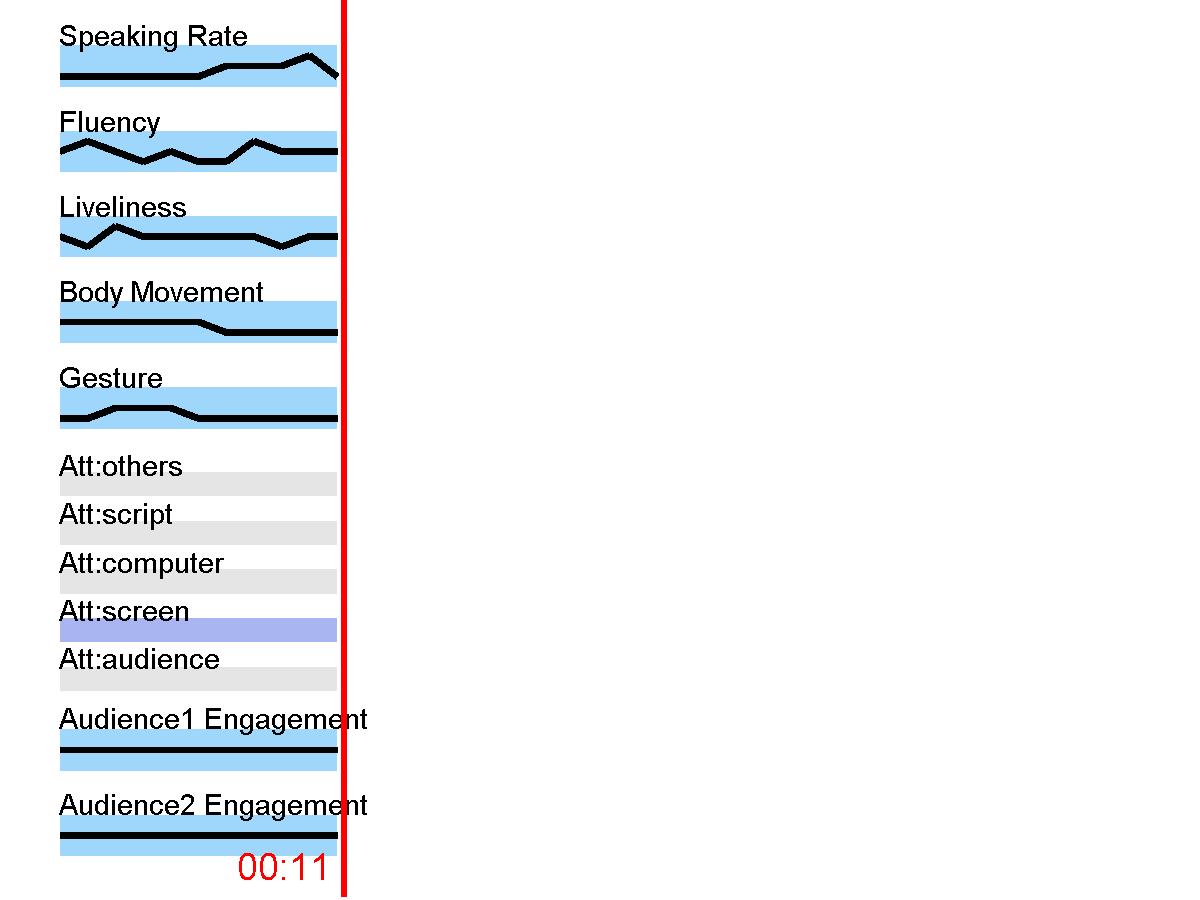 Speaking Rate
Fluency
Liveliness
Body Movement
Gesture
Att:others
Att:script
Att:computer
Att:screen
Att:audience
Audience1 Engagement
Audience2 Engagement
00:11